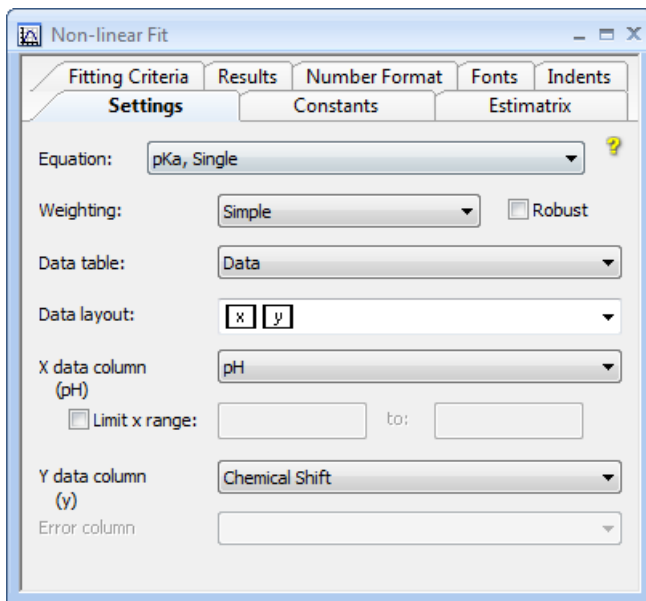 Non-linear Fit
Fitting Criteria Results Number Format Fonts Indents
Settings Constants Estimatrix
Equation: pKa, Single ?
Weighting: Simple Robust
Data table: Data
Data layout: x y
X data column pH
(pH)
Limit x range: to:
Y data column Chemical Shift
(y)
Error column